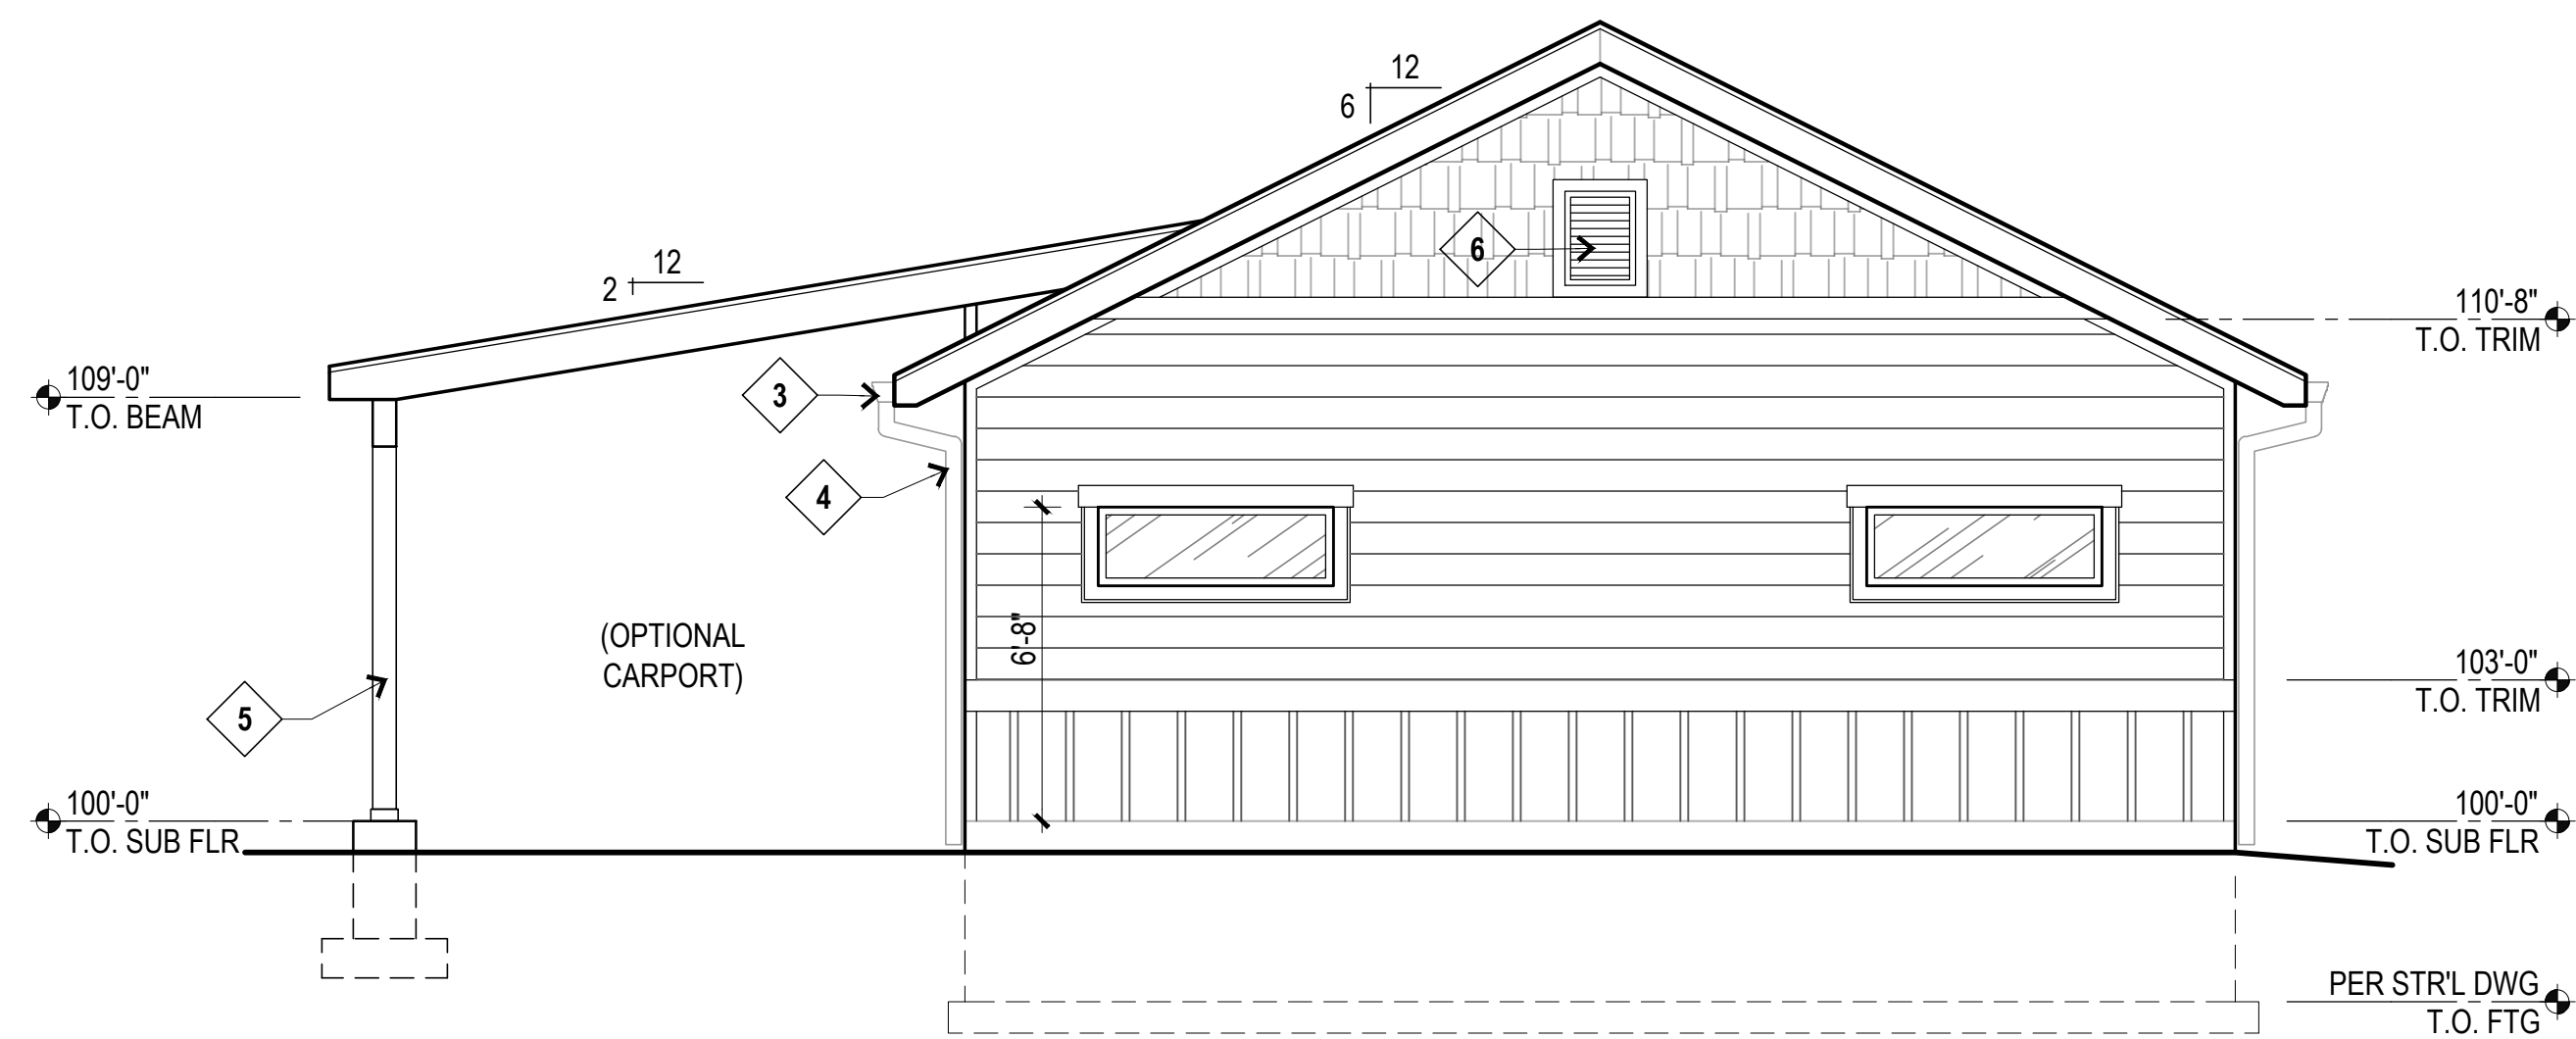 12
6
12
2
6
110'-8"
T.O. TRIM
109'-0"
T.O. BEAM
3
4
6'-8"
(OPTIONAL
CARPORT)
103'-0"
T.O. TRIM
5
100'-0"
T.O. SUB FLR
100'-0"
T.O. SUB FLR
PER STR'L DWG
T.O. FTG